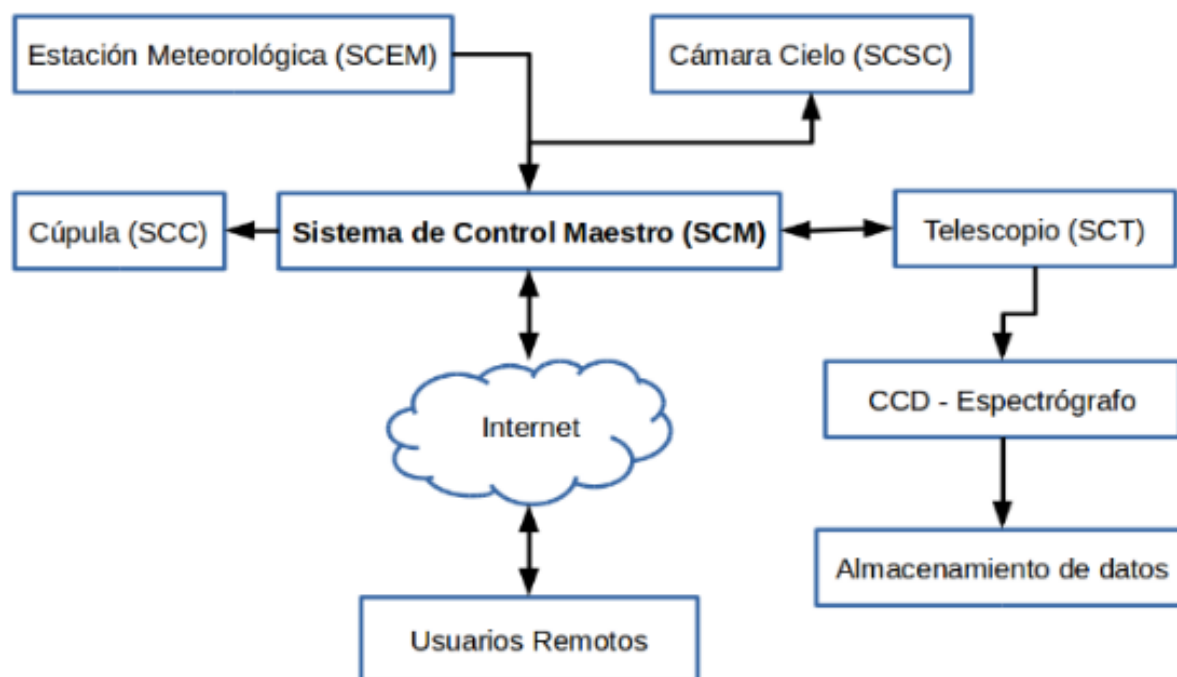 Estación Meteorológica (SCEM)
Cámara Cielo (SCSC)
Cúpula (SCC)
Sistema de Control Maestro (SCM)
Telescopio (SCT)
CCD - Espectrógrafo
Internet
Almacenamiento de datos
Usuarios Remotos